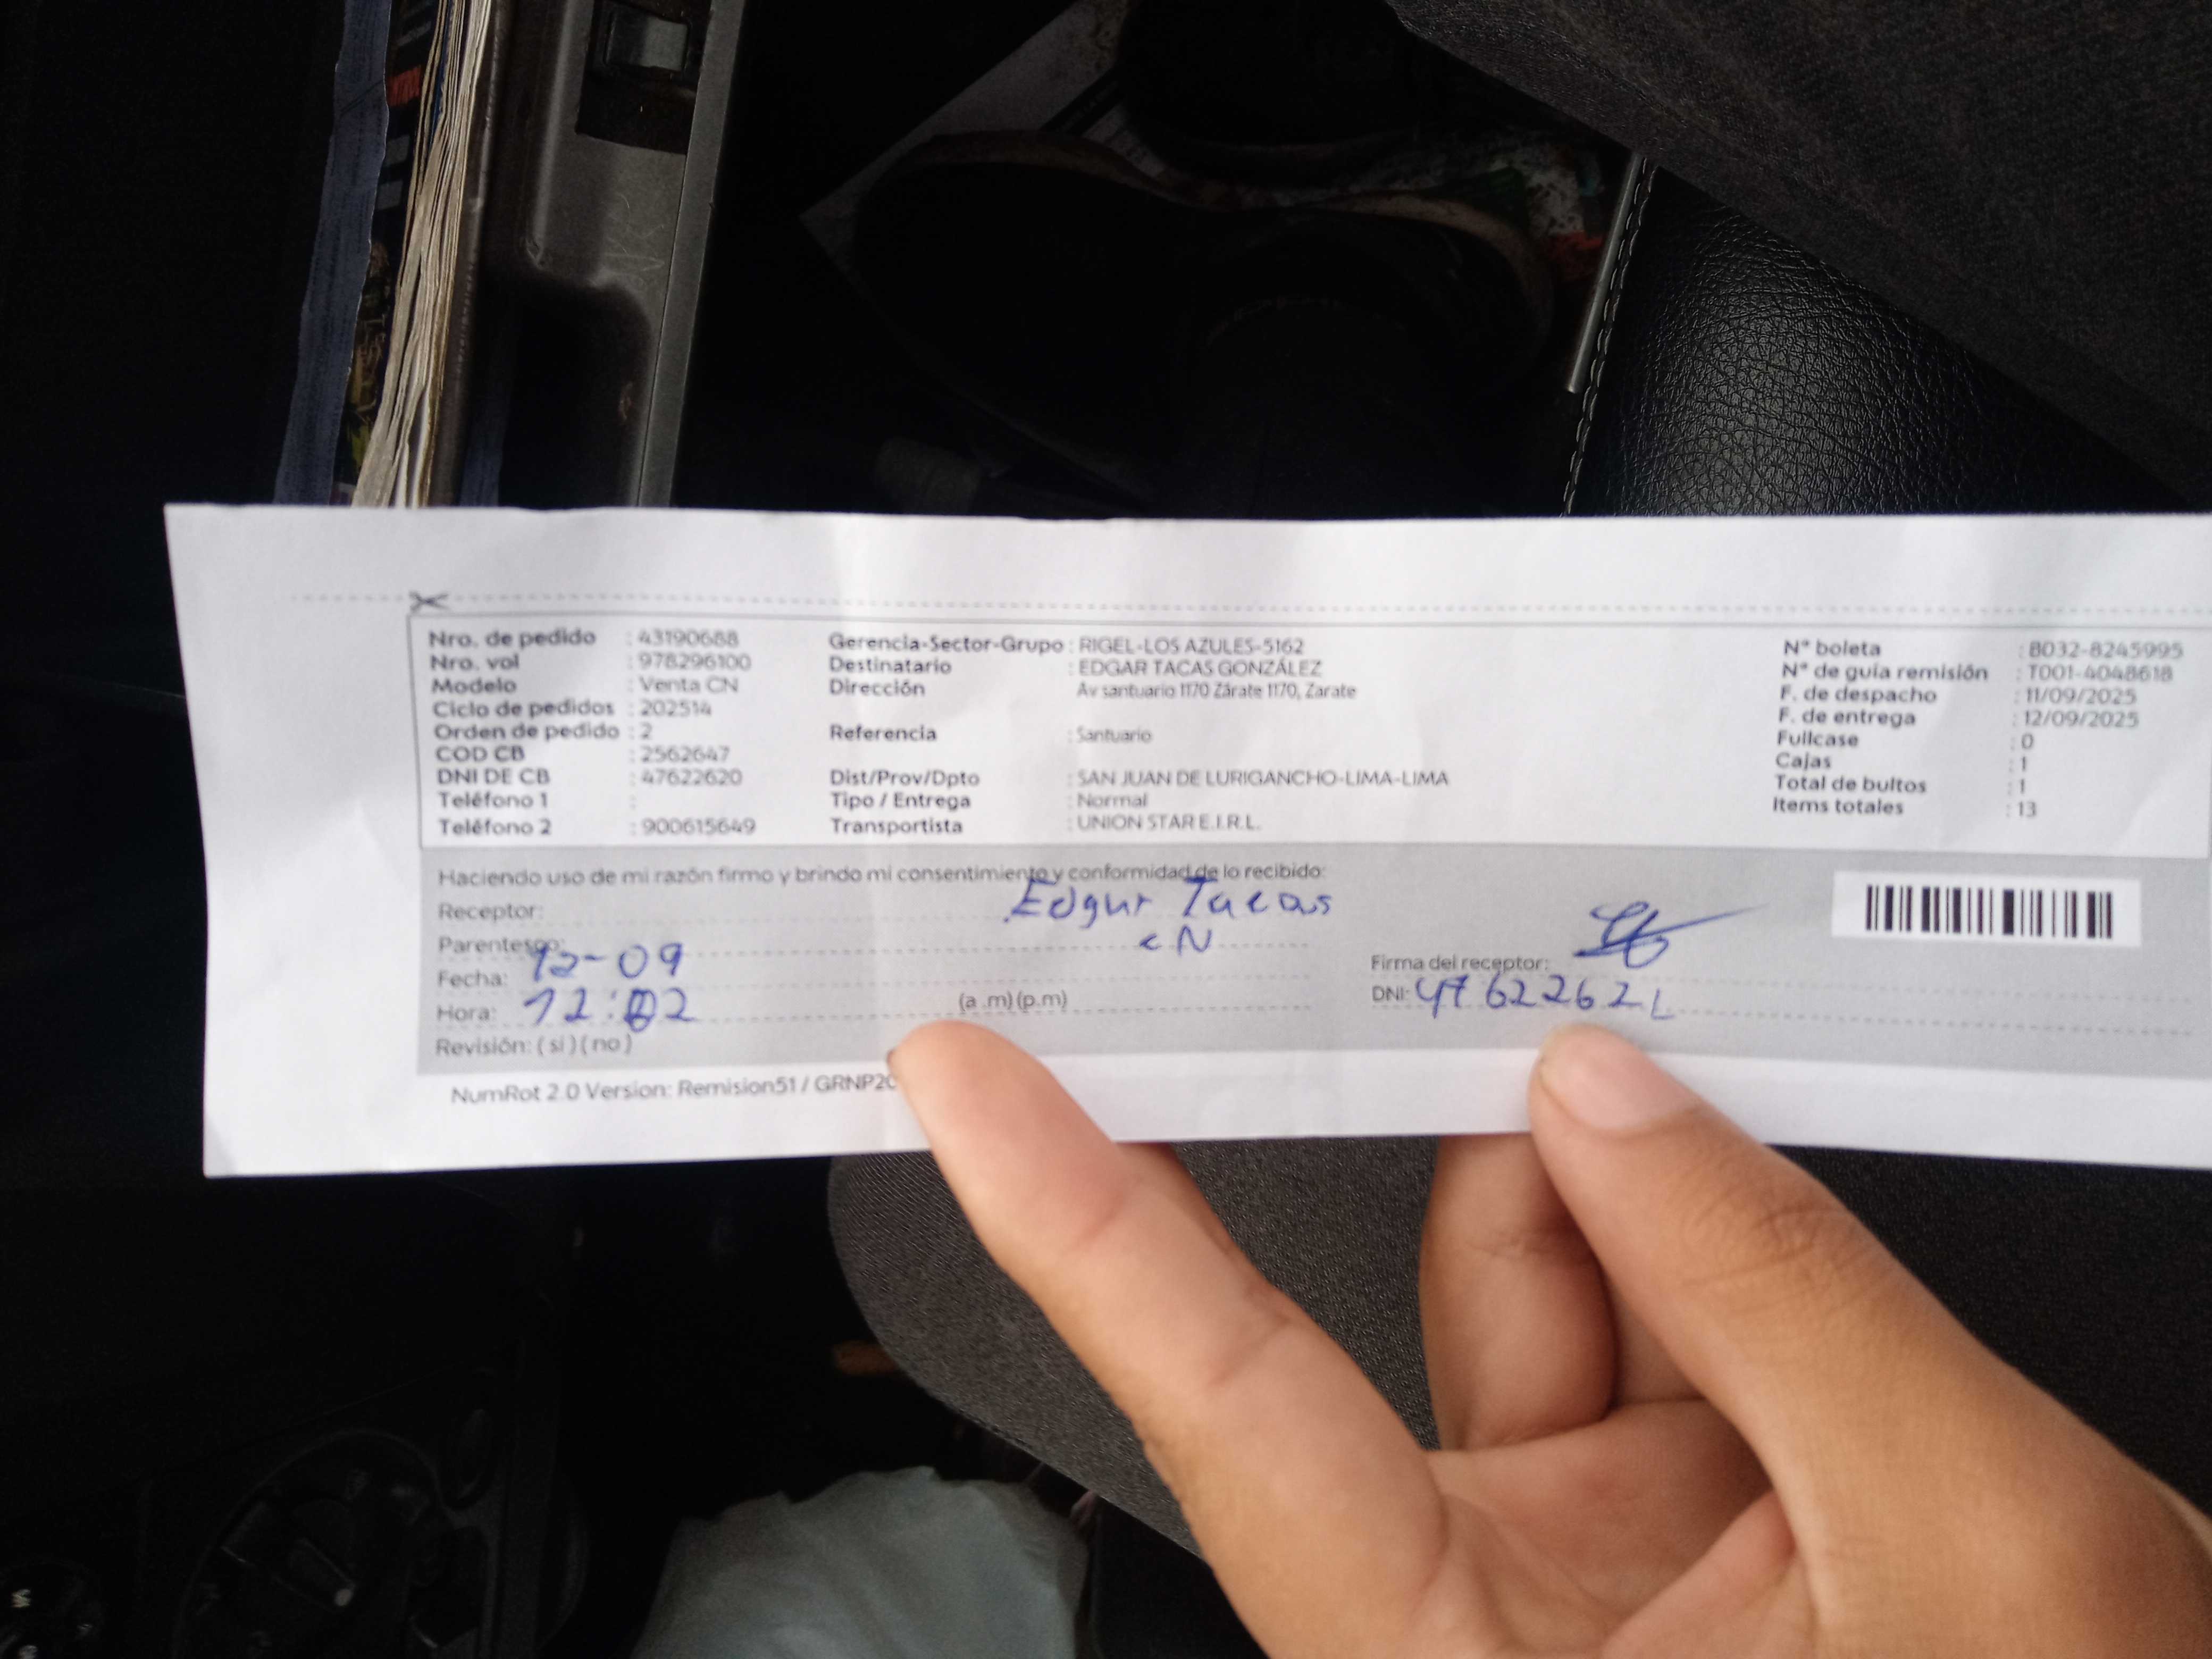 Nro. de pedido : 43190688
Nro. vol : 978296100
Modelo : Venta CN
Ciclo de pedidos : 202514
Orden de pedido : 2
COD CB : 2562647
DNI DE CB : 47622620
Teléfono 1 :
Teléfono 2 : 900615649
Gerencia-Sector-Grupo : RIGEL-LOS AZULES-5162
Destinatario : EDGAR TACAS GONZÁLEZ
Dirección Av santuario 1170 Zárate 1170, Zarate
Referencia : Santuario
Dist/Prov/Dpto : SAN JUAN DE LURIGANCHO-LIMA-LIMA
Tipo / Entrega : Normal
Transportista : UNION STAR E.I.R.L.
N° boleta : B032-8245995
N° de guía remisión : T001-4048618
F. de despacho : 11/09/2025
F. de entrega : 12/09/2025
Fullcase : 0
Cajas : 1
Total de bultos : 1
Items totales : 13
Haciendo uso de mi razón firmo y brindo mi consentimiento y conformidad de lo recibido:
Receptor: Edgar Tacas
Parentesco: CN
Fecha: 12-09
Hora: 12:02 (a .m) (p.m)
Revisión: ( si ) ( no )
Firma del receptor:
DNI:
NumRot 2.0 Version: Remision51 / GRNP20